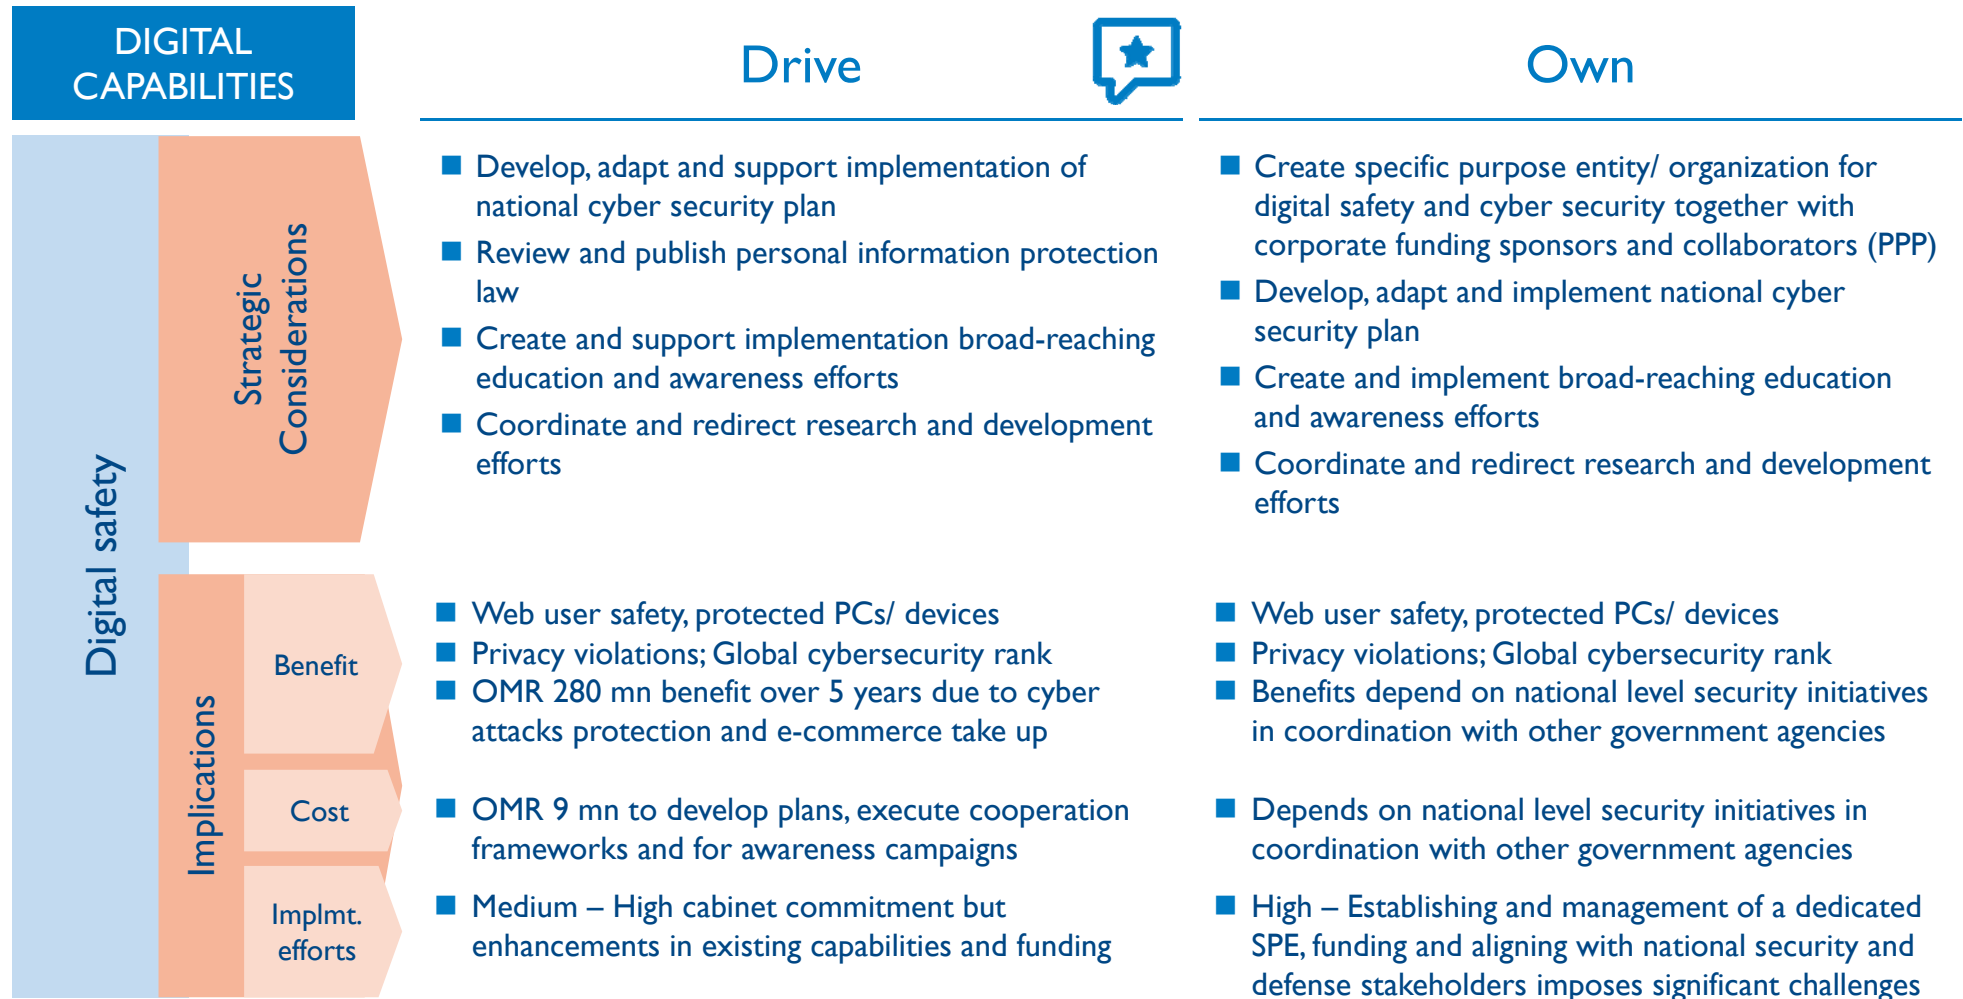 DIGITAL
CAPABILITIES
Drive
Own
Digital safety
Strategic
Considerations
■ Develop, adapt and support implementation of
national cyber security plan
■ Review and publish personal information protection
law
■ Create and support implementation broad-reaching
education and awareness efforts
■ Coordinate and redirect research and development
efforts
■ Create specific purpose entity/ organization for
digital safety and cyber security together with
corporate funding sponsors and collaborators (PPP)
■ Develop, adapt and implement national cyber
security plan
■ Create and implement broad-reaching education
and awareness efforts
■ Coordinate and redirect research and development
efforts
Implications
Benefit
■ Web user safety, protected PCs/ devices
■ Privacy violations; Global cybersecurity rank
■ OMR 280 mn benefit over 5 years due to cyber
attacks protection and e-commerce take up
■ Web user safety, protected PCs/ devices
■ Privacy violations; Global cybersecurity rank
■ Benefits depend on national level security initiatives
in coordination with other government agencies
Cost
■ OMR 9 mn to develop plans, execute cooperation
frameworks and for awareness campaigns
■ Depends on national level security initiatives in
coordination with other government agencies
Implmt.
efforts
■ Medium – High cabinet commitment but
enhancements in existing capabilities and funding
■ High – Establishing and management of a dedicated
SPE, funding and aligning with national security and
defense stakeholders imposes significant challenges